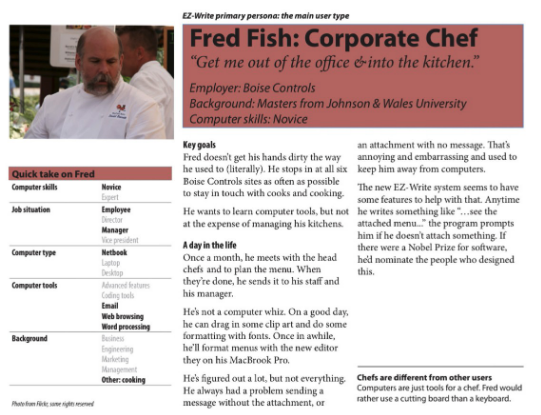 EZ-Write primary persona: the main user type
Fred Fish: Corporate Chef
“Get me out of the office & into the kitchen.”
Employer: Boise Controls
Background: Masters from Johnson & Wales University
Computer skills: Novice
Quick take on Fred
Computer skills
Novice
Expert
Job situation
Employee
Director
Manager
Vice president
Computer type
Netbook
Laptop
Desktop
Computer tools
Advanced features
Coding tools
Email
Web browsing
Word processing
Background
Business
Engineering
Marketing
Management
Other: cooking
Photo from Flickr, some rights reserved
Key goals
Fred doesn’t get his hands dirty the way
he used to (literally). He stops in at all six
Boise Controls sites as often as possible
to stay in touch with cooks and cooking.
He wants to learn computer tools, but not
at the expense of managing his kitchens.
A day in the life
Once a month, he meets with the head
chefs and to plan the menu. When
they’re done, he sends it to his staff and
his manager.
He’s not a computer whiz. On a good day,
he can drag in some clip art and do some
formatting with fonts. Once in awhile,
he’ll format menus with the new editor
they on his MacBrook Pro.
He’s figured out a lot, but not everything.
He always had a problem sending a
message without the attachment, or
an attachment with no message. That’s
annoying and embarrassing and used to
keep him away from computers.
The new EZ-Write system seems to have
some features to help with that. Anytime
he writes something like “…see the
attached menu...” the program prompts
him if he doesn’t attach something. If
there were a Nobel Prize for software,
he’d nominate the people who designed
this.
Chefs are different from other users
Computers are just tools for a chef. Fred would
rather use a cutting board than a keyboard.